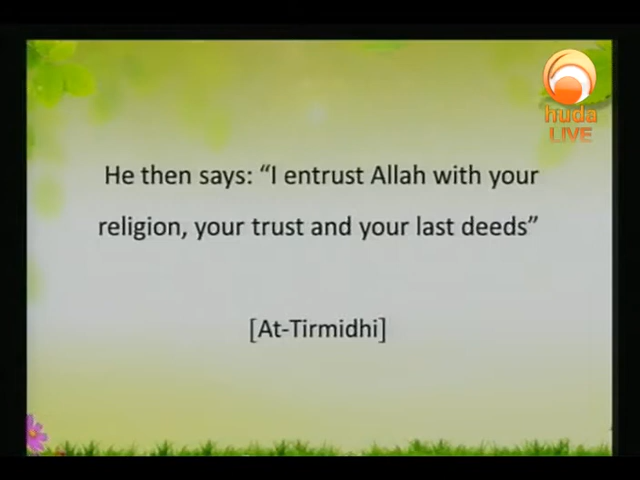 huda
LIVE
He then says: “I entrust Allah with your
religion, your trust and your last deeds”
[At-Tirmidhi]